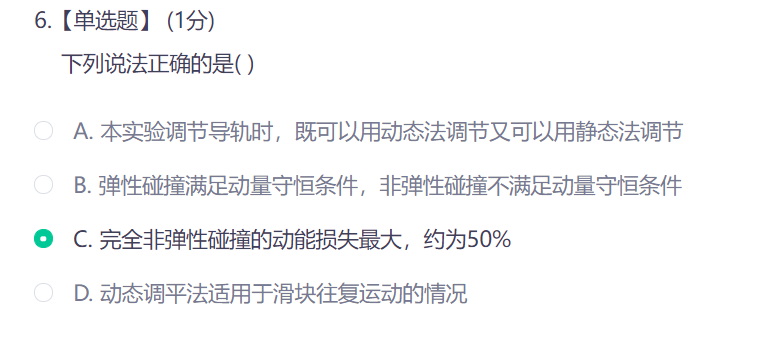 6.【单选题】 (1分)
下列说法正确的是( )
A. 本实验调节导轨时，既可以用动态法调节又可以用静态法调节
B. 弹性碰撞满足动量守恒条件，非弹性碰撞不满足动量守恒条件
C. 完全非弹性碰撞的动能损失最大，约为50%
D. 动态调平法适用于滑块往复运动的情况